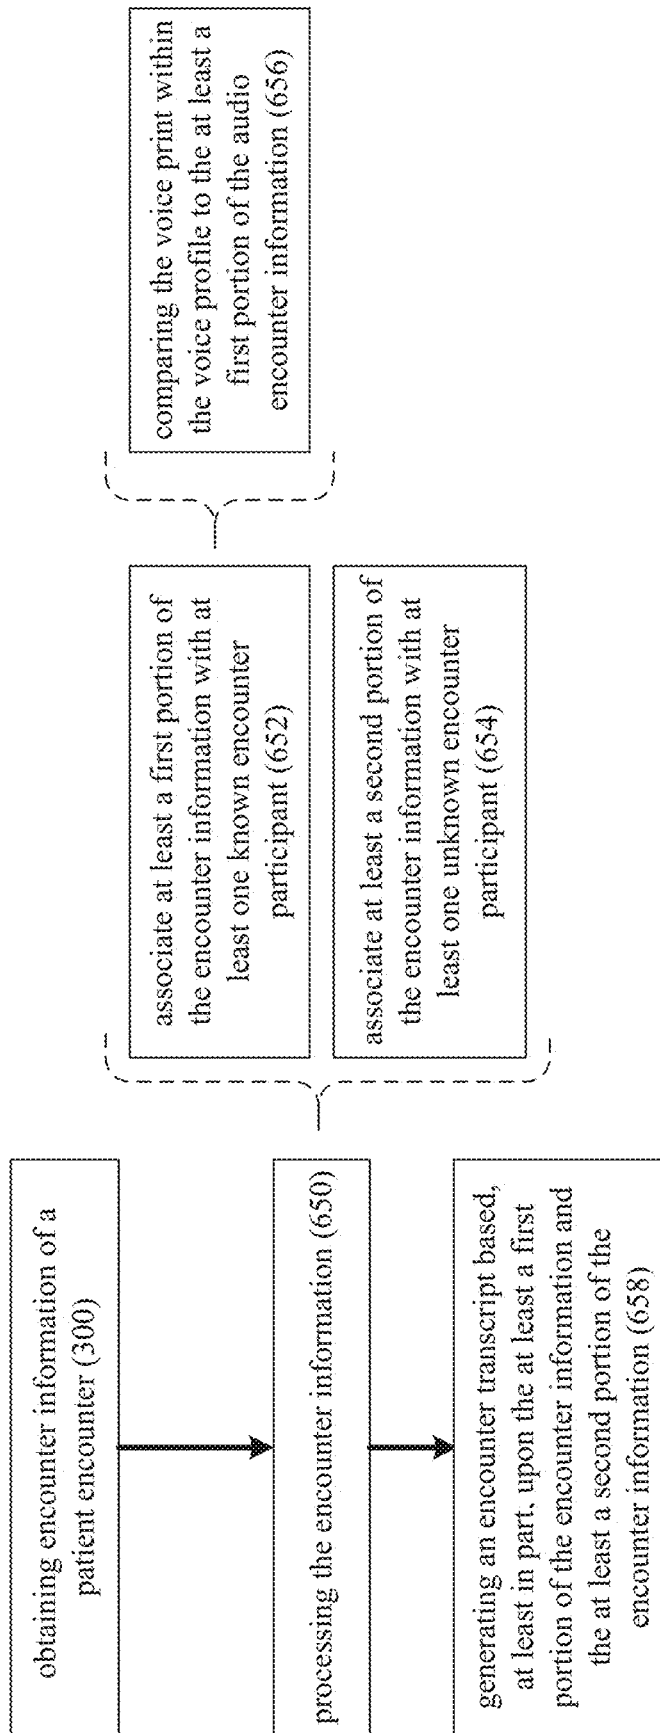 obtaining encounter information of a
patient encounter (300)
processing the encounter information (650)
generating an encounter transcript based,
at least in part, upon the at least a first
portion of the encounter information and
the at least a second portion of the
encounter information (658)
associate at least a first portion of
the encounter information with at
least one known encounter
participant (652)
associate at least a second portion of
the encounter information with at
least one unknown encounter
participant (654)
comparing the voice print within
the voice profile to the at least a
first portion of the audio
encounter information (656)